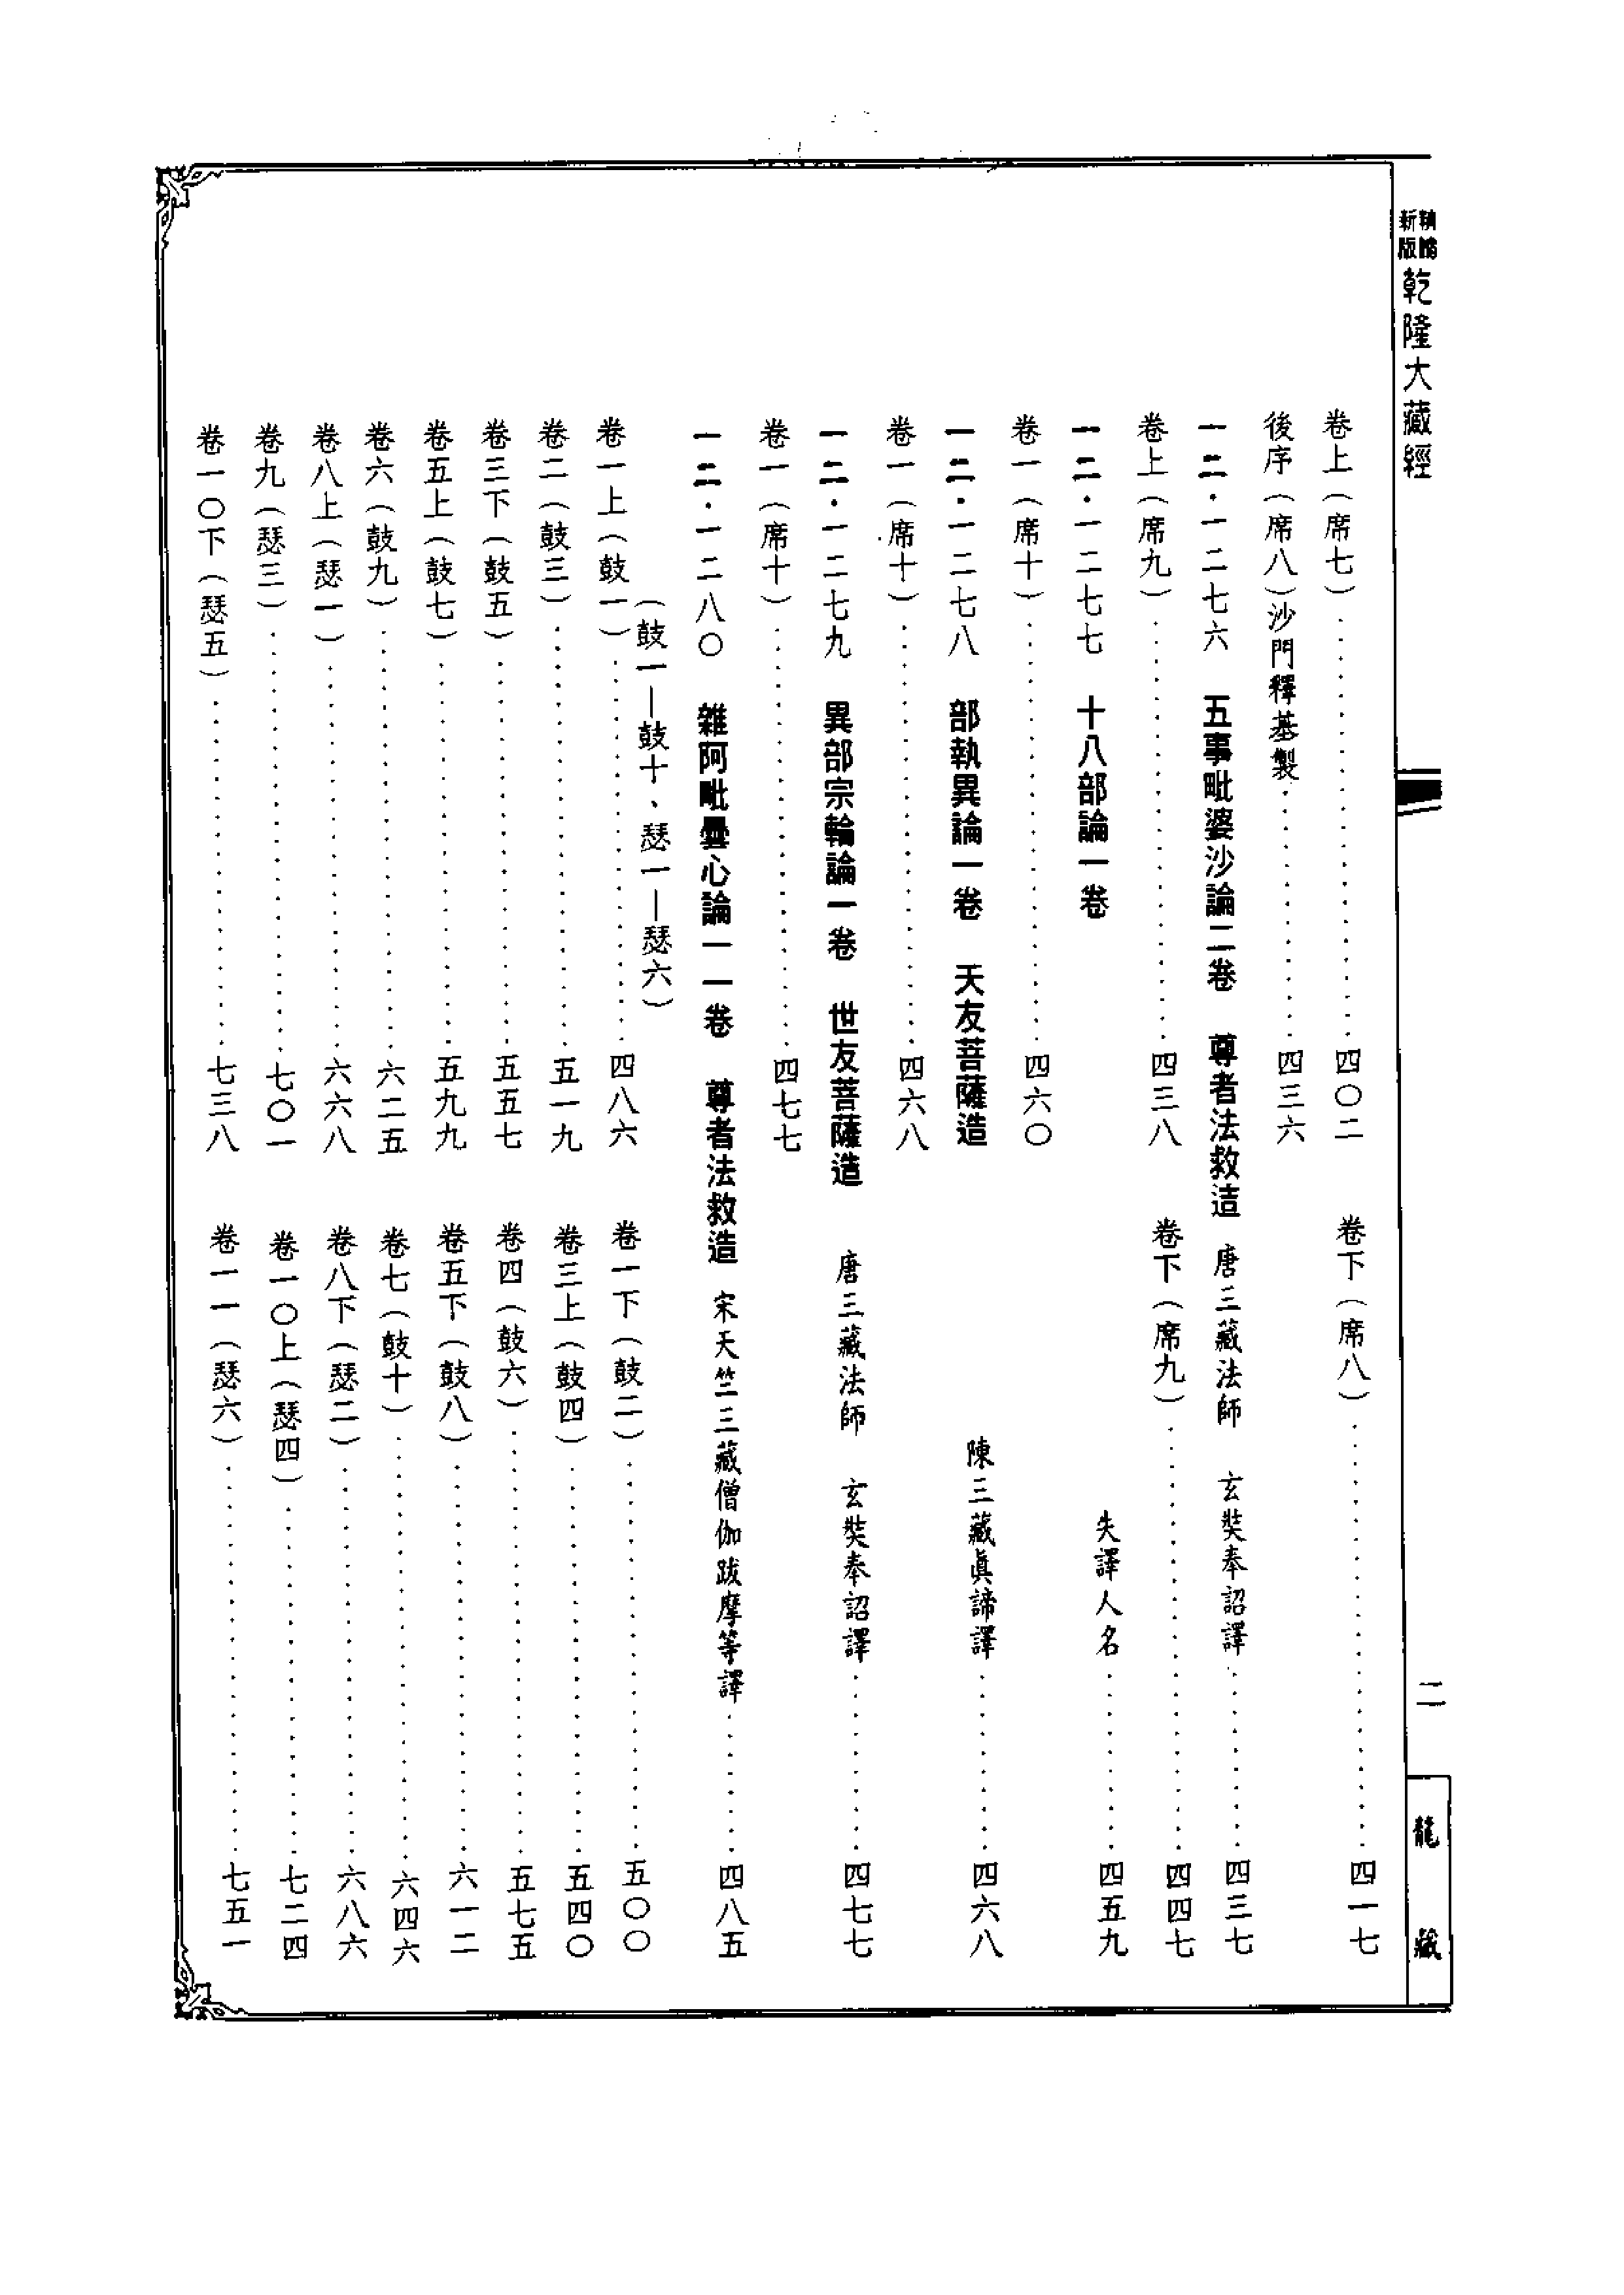 新版
乾隆大藏經
二
龍藏
卷上（席七）……四〇二 卷下（席八）……四一七
後序（席八）沙門釋基製……四三六
一二·一二七六 五事毗婆沙論二卷 尊者法救造 唐三藏法師 玄奘奉詔譯……四三七
卷上（席九）……四三八 卷下（席九）……四四七
一二·一二七七 十八部論一卷 失譯人名……四五九
卷一（席十）……四六〇
一二·一二七八 部執異論一卷 天友菩薩造 陳三藏眞諦譯……四六八
卷一（席十）……四六八
一二·一二七九 異部宗輪論一卷 世友菩薩造 唐三藏法師 玄奘奉詔譯……四七七
卷一（席十）……四七七
一二·一二八〇 雜阿毗曇心論一一卷 尊者法救造 宋天竺三藏僧伽跋摩等譯……四八五
（鼓一—鼓十、瑟一—瑟六）
卷一上（鼓一）……四八六 卷一下（鼓二）……五〇〇
卷二（鼓三）……五一九 卷三上（鼓四）……五四〇
卷三下（鼓五）……五五七 卷四（鼓六）……五七五
卷五上（鼓七）……五九九 卷五下（鼓八）……六一二
卷六（鼓九）……六二五 卷七（鼓十）……六四六
卷八上（瑟一）……六六八 卷八下（瑟二）……六八六
卷九（瑟三）……七〇一 卷一〇上（瑟四）……七二四
卷一〇下（瑟五）……七三八 卷一一（瑟六）……七五一